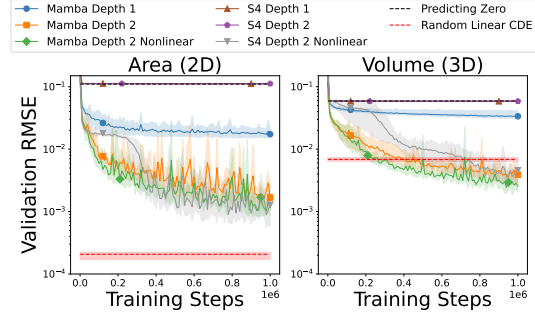 Mamba Depth 1
Mamba Depth 2
Mamba Depth 2 Nonlinear
S4 Depth 1
S4 Depth 2
S4 Depth 2 Nonlinear
Predicting Zero
Random Linear CDE
Area (2D)
Volume (3D)
Validation RMSE
10⁻¹
10⁻²
10⁻³
10⁻⁴
10⁻¹
10⁻²
10⁻³
10⁻⁴
0.0 0.2 0.4 0.6 0.8 1.0
1e6
Training Steps
0.0 0.2 0.4 0.6 0.8 1.0
1e6
Training Steps